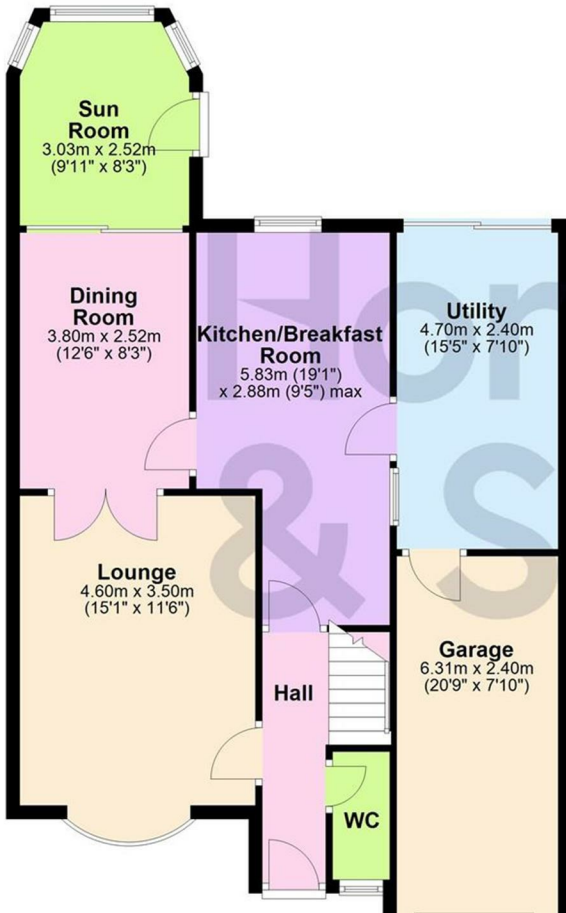 Sun
Room
3.03m x 2.52m
(9'11" x 8'3")
Dining
Room
3.80m x 2.52m
(12'6" x 8'3")
Kitchen/Breakfast
Room
5.83m (19'1")
x 2.88m (9'5") max
Utility
4.70m x 2.40m
(15'5" x 7'10")
Lounge
4.60m x 3.50m
(15'1" x 11'6")
Hall
Garage
6.31m x 2.40m
(20'9" x 7'10")
WC